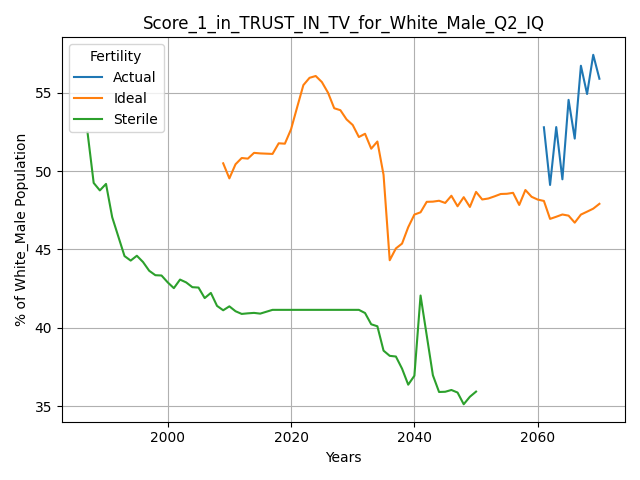 Score_1_in_TRUST_IN_TV_for_White_Male_Q2_IQ
Fertility
Actual
Ideal
Sterile
% of White_Male Population
55
50
45
40
35
2000
2020
2040
2060
Years